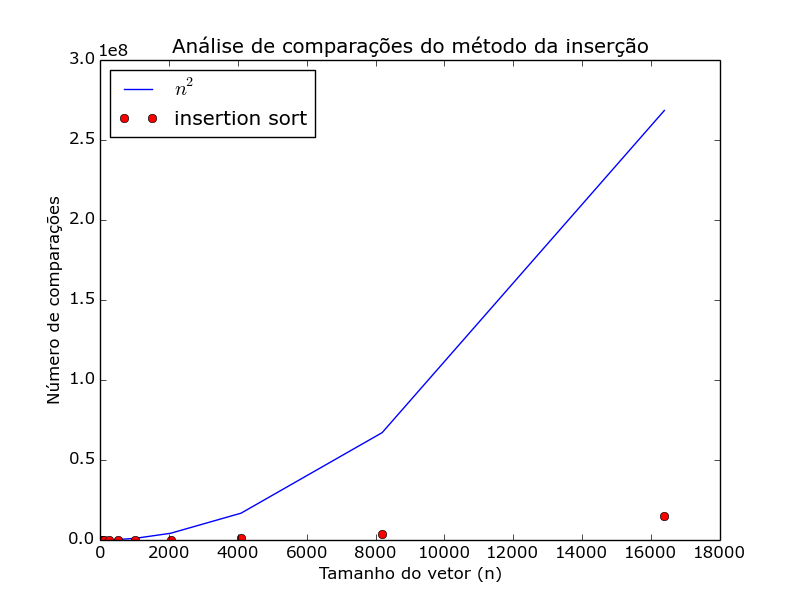 Análise de comparações do método da inserção
1e8
3.0
2.5
2.0
1.5
1.0
0.5
0.0
n²
insertion sort
Número de comparações
0 2000 4000 6000 8000 10000 12000 14000 16000 18000
Tamanho do vetor (n)